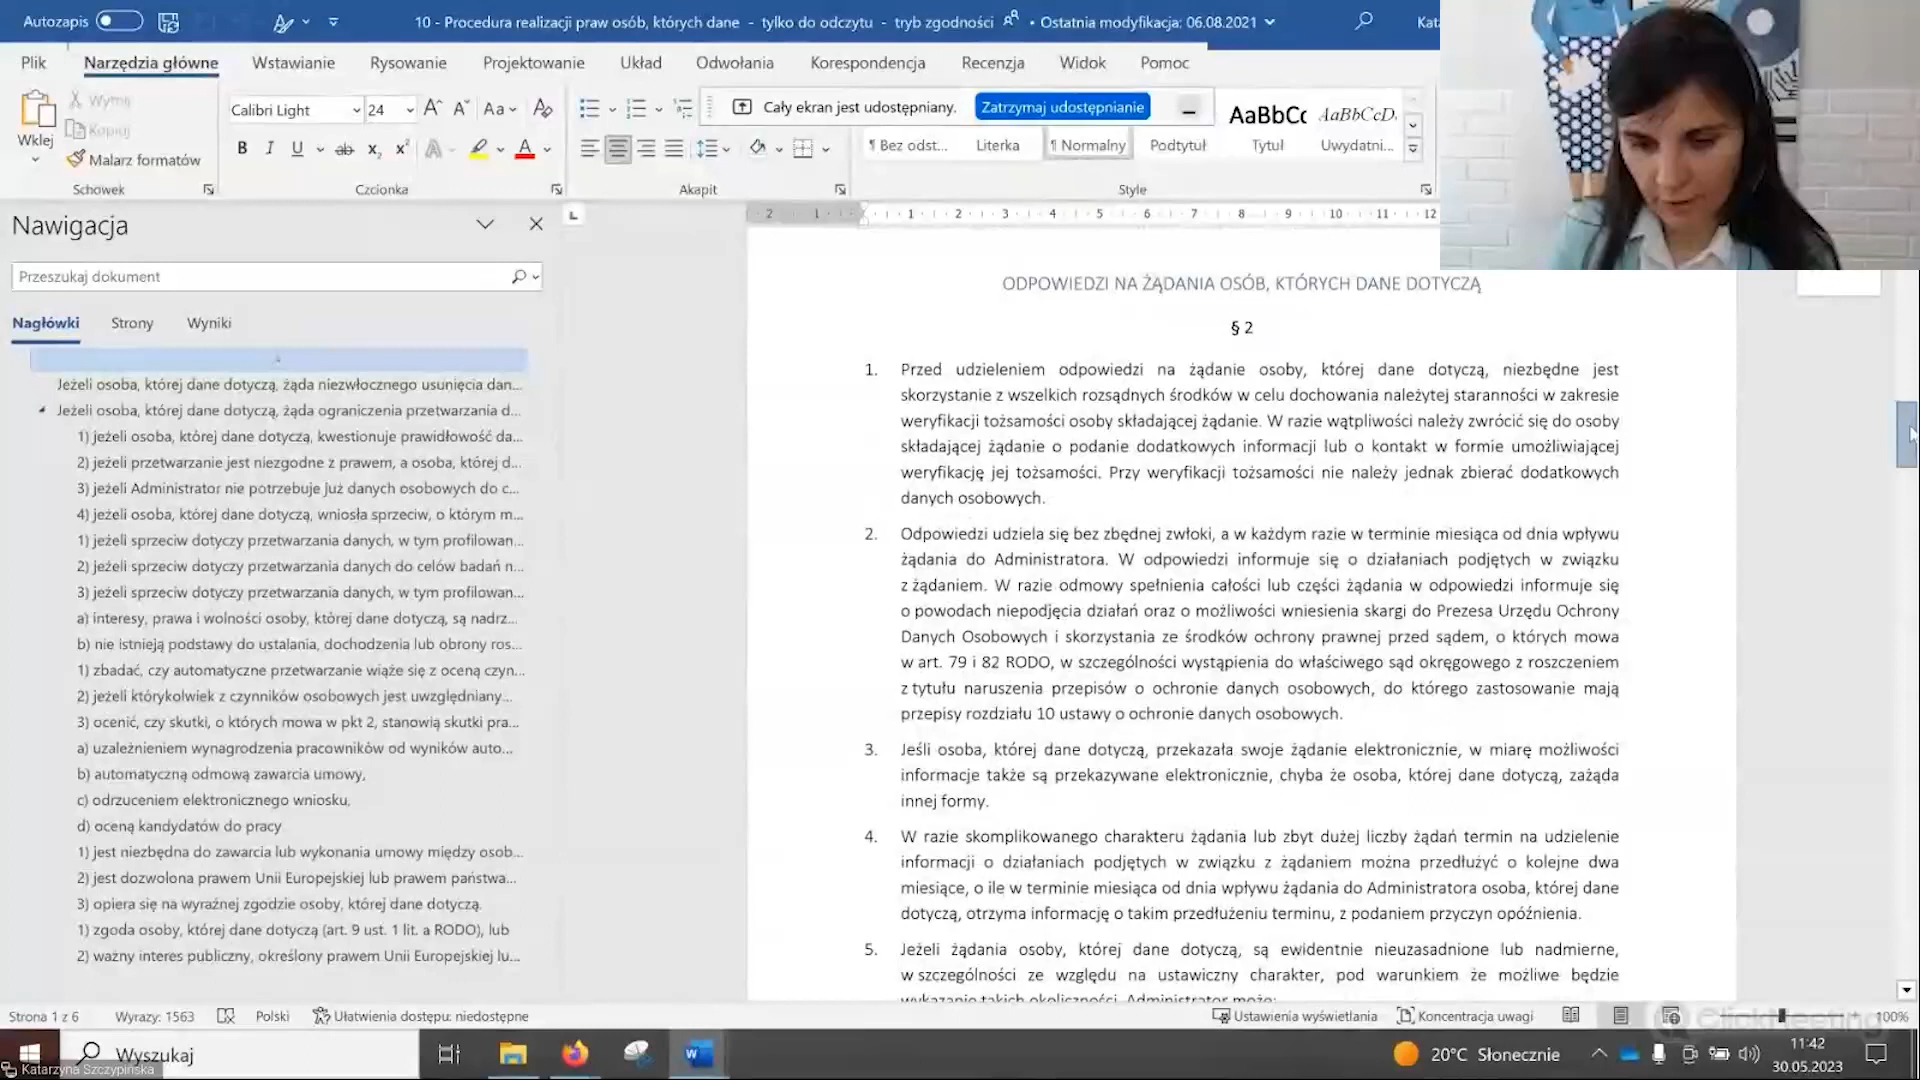 Autozapis
10 - Procedura realizacji praw osób, których dane - tylko do odczytu - tryb zgodności • Ostatnia modyfikacja: 06.08.2021
Plik Narzędzia główne Wstawianie Rysowanie Projektowanie Układ Odwołania Korespondencja Recenzja Widok Pomoc
Wklej
Wytnij
Kopiuj
Malarz formatów
Schowek
Calibri Light 24
Czcionka
Akapit
Cały ekran jest udostępniany. Zatrzymaj udostępnianie
AaBbCc AaBbCcD.
¶ Bez odst... Literka ¶ Normalny Podtytuł Tytuł Uwydatni...
Style
Nawigacja
Przeszukaj dokument
Nagłówki Strony Wyniki
Jeżeli osoba, której dane dotyczą, żąda niezwłocznego usunięcia dan...
Jeżeli osoba, której dane dotyczą, żąda ograniczenia przetwarzania d...
1) jeżeli osoba, której dane dotyczą, kwestionuje prawidłowość da...
2) jeżeli przetwarzanie jest niezgodne z prawem, a osoba, której d...
3) jeżeli Administrator nie potrzebuje już danych osobowych do c...
4) jeżeli osoba, której dane dotyczą, wniosła sprzeciw, o którym m...
1) jeżeli sprzeciw dotyczy przetwarzania danych, w tym profilowan...
2) jeżeli sprzeciw dotyczy przetwarzania danych do celów badań n...
3) jeżeli sprzeciw dotyczy przetwarzania danych, w tym profilowan...
a) interesy, prawa i wolności osoby, której dane dotyczą, są nadrz...
b) nie istnieją podstawy do ustalania, dochodzenia lub obrony ros...
1) zbadać, czy automatyczne przetwarzanie wiąże się z oceną czyn...
2) jeżeli którykolwiek z czynników osobowych jest uwzględniany...
3) ocenić, czy skutki, o których mowa w pkt 2, stanowią skutki pra...
a) uzależnieniem wynagrodzenia pracowników od wyników auto...
b) automatyczną odmową zawarcia umowy,
c) odrzuceniem elektronicznego wniosku,
d) oceną kandydatów do pracy
1) jest niezbędna do zawarcia lub wykonania umowy między osob...
2) jest dozwolona prawem Unii Europejskiej lub prawem państwa...
3) opiera się na wyraźnej zgodzie osoby, której dane dotyczą.
1) zgoda osoby, której dane dotyczą (art. 9 ust. 1 lit. a RODO), lub
2) ważny interes publiczny, określony prawem Unii Europejskiej lu...
2 1 1 2 3 4 5 6 7 8 9 10 11 12
ODPOWIEDZI NA ŻĄDANIA OSÓB, KTÓRYCH DANE DOTYCZĄ
§ 2
1. Przed udzieleniem odpowiedzi na żądanie osoby, której dane dotyczą, niezbędne jest
skorzystanie z wszelkich rozsądnych środków w celu dochowania należytej staranności w zakresie
weryfikacji tożsamości osoby składającej żądanie. W razie wątpliwości należy zwrócić się do osoby
składającej żądanie o podanie dodatkowych informacji lub o kontakt w formie umożliwiającej
weryfikację jej tożsamości. Przy weryfikacji tożsamości nie należy jednak zbierać dodatkowych
danych osobowych.
2. Odpowiedzi udziela się bez zbędnej zwłoki, a w każdym razie w terminie miesiąca od dnia wpływu
żądania do Administratora. W odpowiedzi informuje się o działaniach podjętych w związku
z żądaniem. W razie odmowy spełnienia całości lub części żądania w odpowiedzi informuje się
o powodach niepodjęcia działań oraz o możliwości wniesienia skargi do Prezesa Urzędu Ochrony
Danych Osobowych i skorzystania ze środków ochrony prawnej przed sądem, o których mowa
w art. 79 i 82 RODO, w szczególności wystąpienia do właściwego sąd okręgowego z roszczeniem
z tytułu naruszenia przepisów o ochronie danych osobowych, do którego zastosowanie mają
przepisy rozdziału 10 ustawy o ochronie danych osobowych.
3. Jeśli osoba, której dane dotyczą, przekazała swoje żądanie elektronicznie, w miarę możliwości
informacje także są przekazywane elektronicznie, chyba że osoba, której dane dotyczą, zażąda
innej formy.
4. W razie skomplikowanego charakteru żądania lub zbyt dużej liczby żądań termin na udzielenie
informacji o działaniach podjętych w związku z żądaniem można przedłużyć o kolejne dwa
miesiące, o ile w terminie miesiąca od dnia wpływu żądania do Administratora osoba, której dane
dotyczą, otrzyma informację o takim przedłużeniu terminu, z podaniem przyczyn opóźnienia.
5. Jeżeli żądania osoby, której dane dotyczą, są ewidentnie nieuzasadnione lub nadmierne,
w szczególności ze względu na ustawiczny charakter, pod warunkiem że możliwe będzie
wykazanie takich okoliczności, Administrator może:
Strona 1 z 6 Wyrazy: 1563 Polski Ułatwienia dostępu: niedostępne Ustawienia wyświetlania Koncentracja uwagi 100%
ClickMeeting
Wyszukaj
Katarzyna Szczypińska
20°C Słonecznie
11:42
30.05.2023